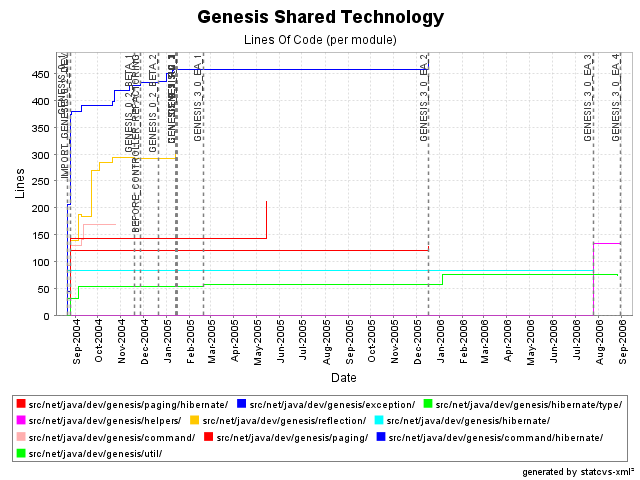 Genesis Shared Technology
Lines Of Code (per module)
Lines
450
400
350
300
250
200
150
100
50
0
GENESIS_0_2_BETA_1
BEFORE_CONTROLLER_REFACTORING
GENESIS_0_2_BETA_2
GENESIS_3_0_EA_1
GENESIS_3_0_EA_2
GENESIS_3_0_EA_3
GENESIS_3_0_EA_4
Sep-2004
Oct-2004
Nov-2004
Dec-2004
Jan-2005
Feb-2005
Mar-2005
Apr-2005
May-2005
Jun-2005
Jul-2005
Aug-2005
Sep-2005
Oct-2005
Nov-2005
Dec-2005
Jan-2006
Feb-2006
Mar-2006
Apr-2006
May-2006
Jun-2006
Jul-2006
Aug-2006
Sep-2006
Date
src/net/java/dev/genesis/paging/hibernate/ src/net/java/dev/genesis/exception/ src/net/java/dev/genesis/hibernate/type/
src/net/java/dev/genesis/helpers/ src/net/java/dev/genesis/reflection/ src/net/java/dev/genesis/hibernate/
src/net/java/dev/genesis/command/ src/net/java/dev/genesis/paging/ src/net/java/dev/genesis/command/hibernate/
src/net/java/dev/genesis/util/
generated by statcvs-xml²